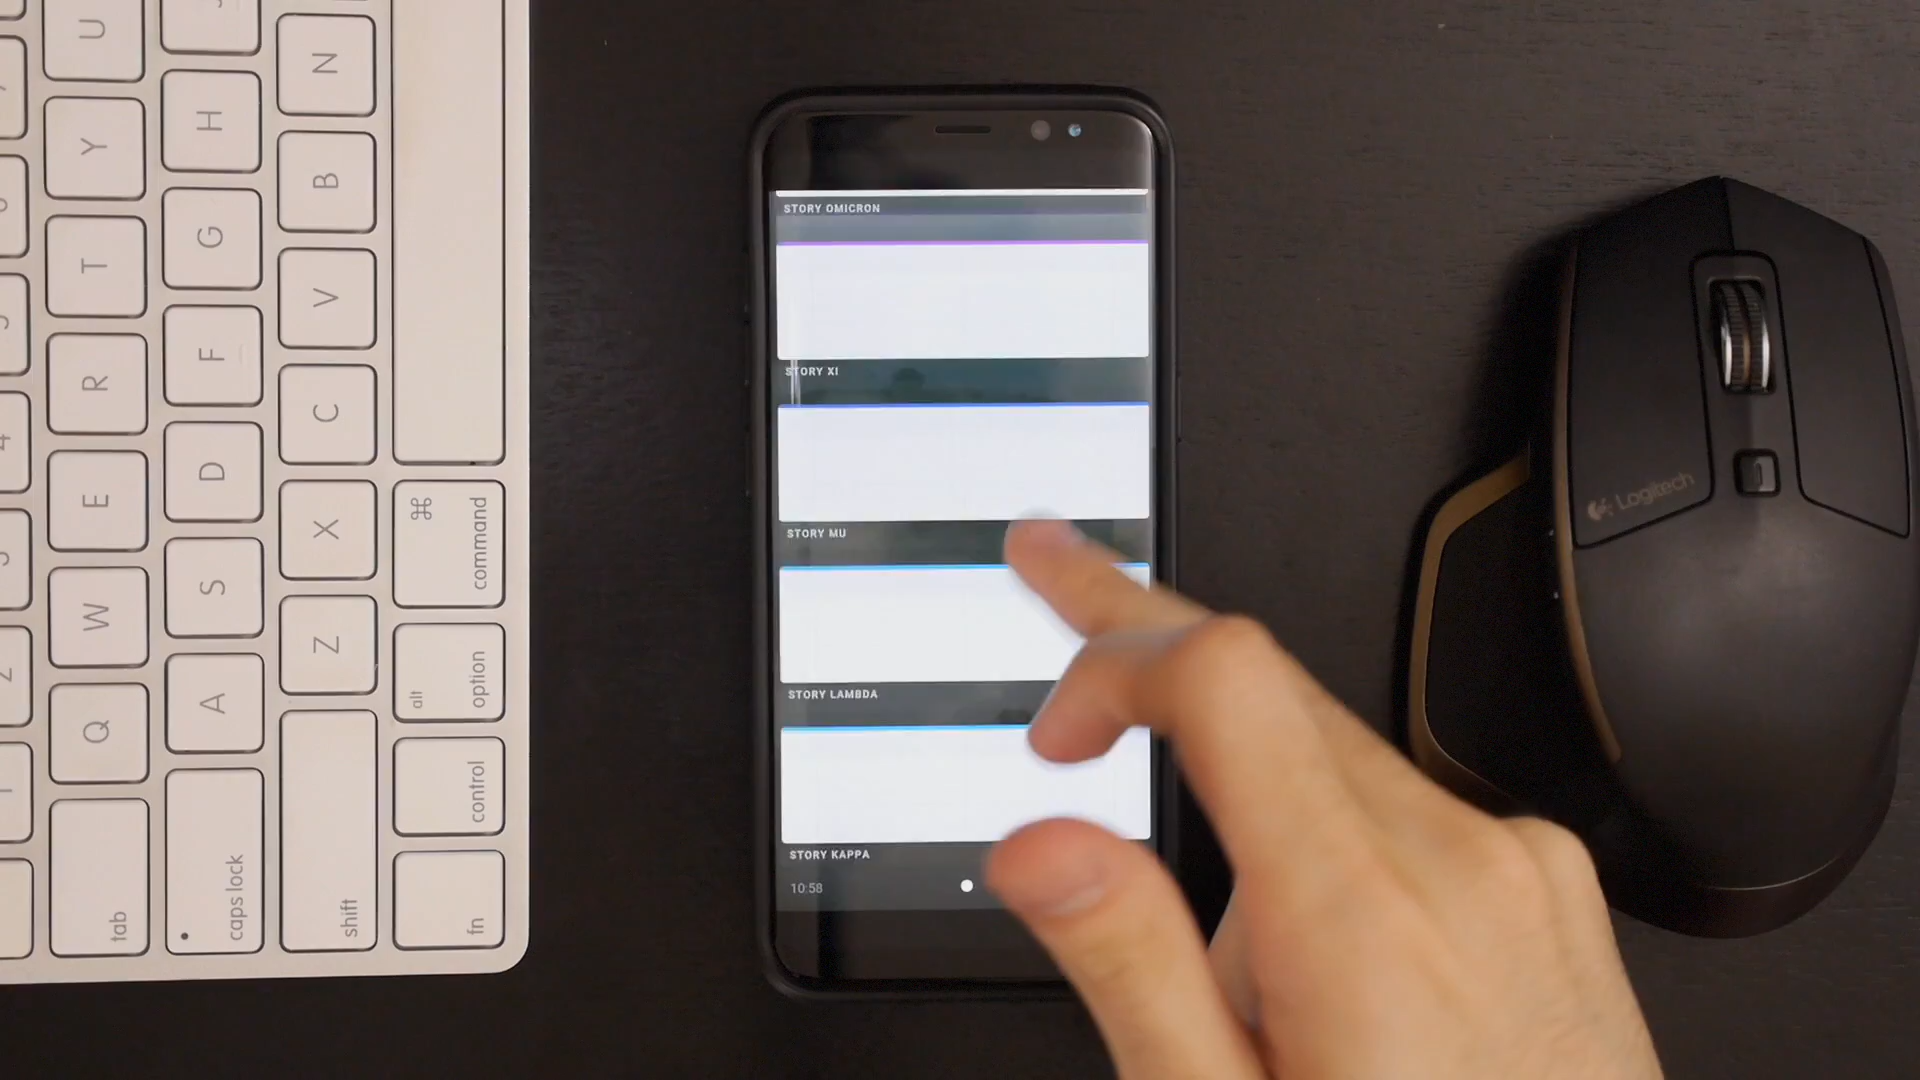 STORY OMICRON
STORY XI
STORY MU
STORY LAMBDA
STORY KAPPA
10:58
U
Y
T
R
E
W
Q
tab
H
G
F
D
S
A
caps lock
N
B
V
C
X
Z
shift
⌘ command
alt option
control
fn
Logitech